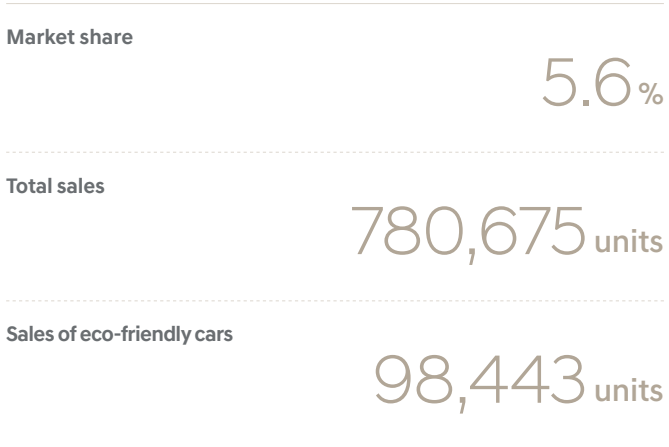 Market share
5.6 %
Total sales
780,675 units
Sales of eco-friendly cars
98,443 units